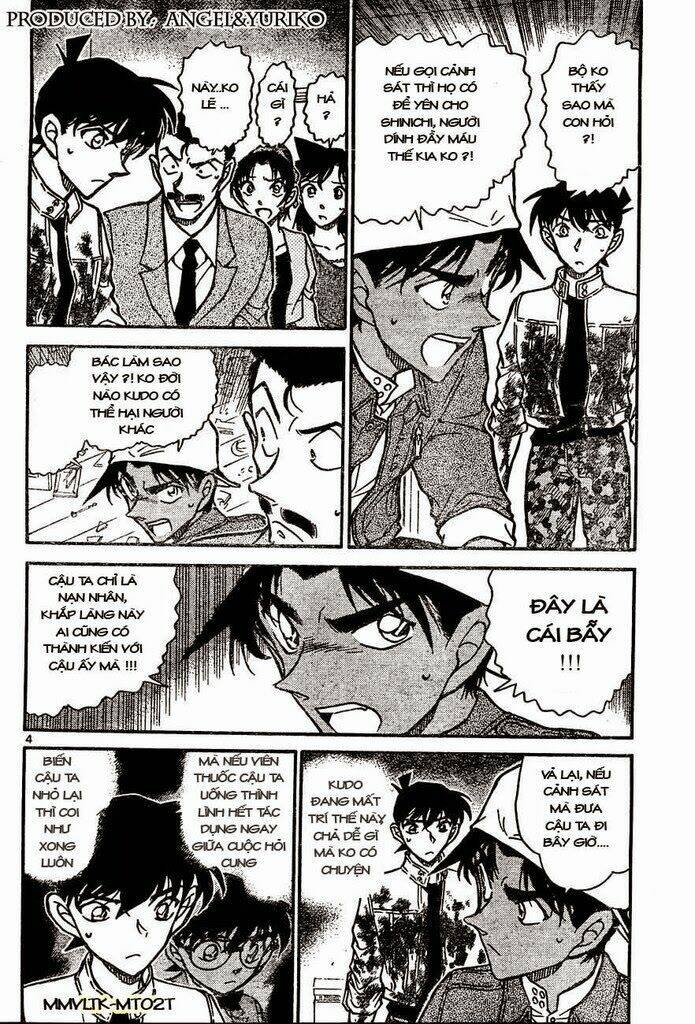 PRODUCED BY: ANGEL&YURIKO
BỘ KO
THẤY
SAO MÀ
CÒN
HỎI ?!
NẾU GỌI CẢNH
SÁT THÌ HỌ CÓ
ĐỂ YÊN CHO
SHINICHI, NGƯỜI
DÍNH ĐẦY MÁU
THẾ KIA KO ?!
HẢ
?
CÁI
GÌ
?
NÀY..KO
LẼ ...
BÁC LÀM SAO
VẬY ?! KO ĐỜI
NÀO KUDO CÓ
THỂ HẠI NGƯỜI
KHÁC
ĐÂY LÀ
CÁI BẪY
!!!
CẬU TA CHỈ LÀ
NẠN NHÂN,
KHẮP LÀNG NÀY
AI CŨNG CÓ
THÀNH KIẾN VỚI
CẬU ẤY MÀ !!!
4
VẢ LẠI, NẾU
CẢNH SÁT
MÀ ĐƯA
CẬU TA ĐI
BÂY GIỜ....
KUDO
ĐANG MẤT
TRÍ THẾ NÀY
CHẢ DỄ GÌ
MÀ KO CÓ
CHUYỆN
MÀ NẾU VIÊN
THUỐC CẬU TA
UỐNG THÌNH
LÌNH HẾT TÁC
DỤNG NGAY
GIỮA CUỘC HỎI
CUNG
BIẾN
CẬU TA
NHỎ LẠI
THÌ COI
NHƯ
XONG
LUÔN
MMVLTK-MT02T